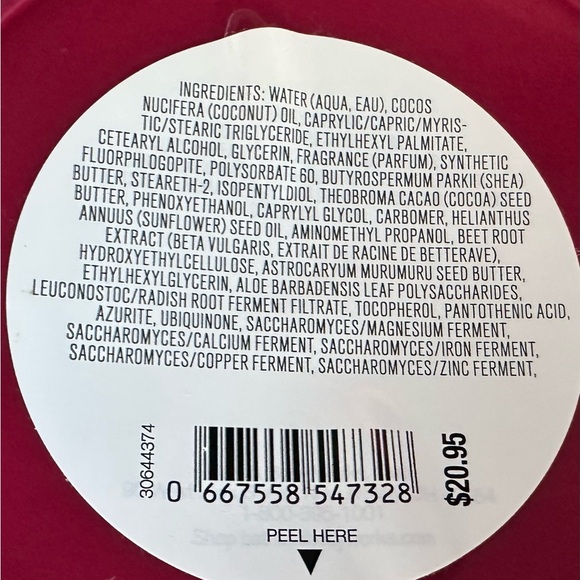 INGREDIENTS: WATER (AQUA, EAU), COCOS
NUCIFERA (COCONUT) OIL, CAPRYLIC/CAPRIC/MYRIS-
TIC/STEARIC TRIGLYCERIDE, ETHYLHEXYL PALMITATE,
CETEARYL ALCOHOL, GLYCERIN, FRAGRANCE (PARFUM), SYNTHETIC
FLUORPHLOGOPITE, POLYSORBATE 60, BUTYROSPERMUM PARKII (SHEA)
BUTTER, STEARETH-2, ISOPENTYLDIOL, THEOBROMA CACAO (COCOA) SEED
BUTTER, PHENOXYETHANOL, CAPRYLYL GLYCOL, CARBOMER, HELIANTHUS
ANNUUS (SUNFLOWER) SEED OIL, AMINOMETHYL PROPANOL, BEET ROOT
EXTRACT (BETA VULGARIS, EXTRAIT DE RACINE DE BETTERAVE),
HYDROXYETHYLCELLULOSE, ASTROCARYUM MURUMURU SEED BUTTER,
ETHYLHEXYLGLYCERIN, ALOE BARBADENSIS LEAF POLYSACCHARIDES,
LEUCONOSTOC/RADISH ROOT FERMENT FILTRATE, TOCOPHEROL, PANTOTHENIC ACID,
AZURITE, UBIQUINONE, SACCHAROMYCES/MAGNESIUM FERMENT,
SACCHAROMYCES/CALCIUM FERMENT, SACCHAROMYCES/IRON FERMENT,
SACCHAROMYCES/COPPER FERMENT, SACCHAROMYCES/ZINC FERMENT,
30644374
0 667558 547328
$20.95
PEEL HERE